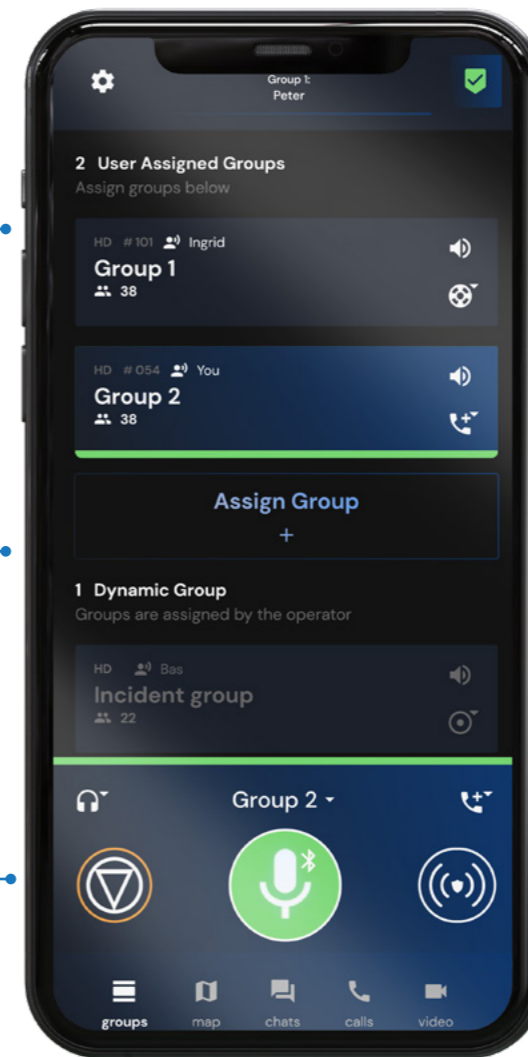 Group 1:
Peter
2 User Assigned Groups
Assign groups below
HD #101 Ingrid
Group 1
38
HD #054 You
Group 2
38
Assign Group
+
1 Dynamic Group
Groups are assigned by the operator
HD Bas
Incident group
22
Group 2
groups map chats calls video